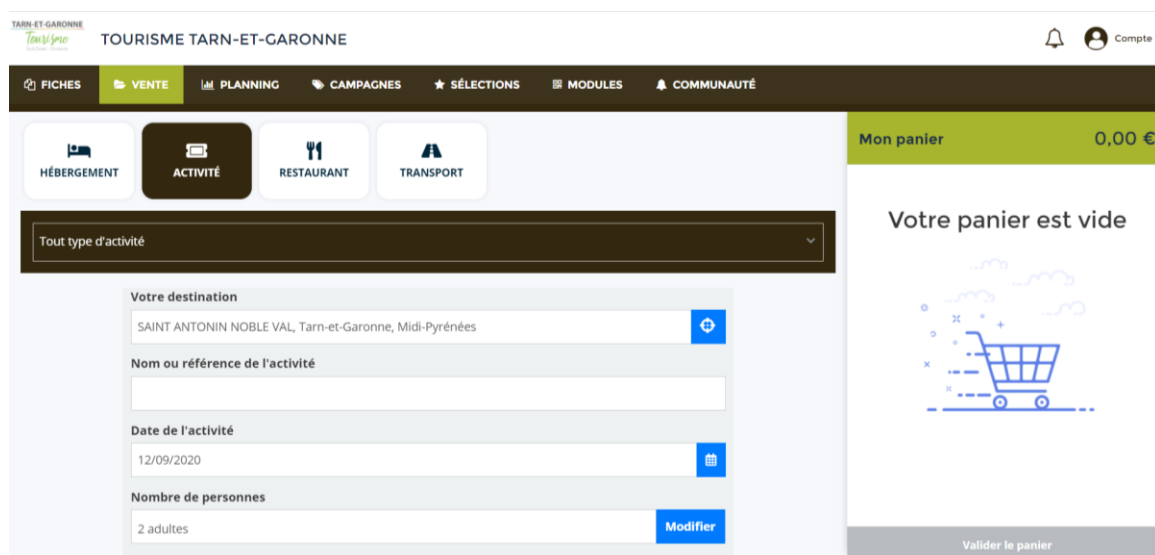 TARN-ET-GARONNE
Tourisme
TOURISME TARN-ET-GARONNE
Compte
FICHES
VENTE
PLANNING
CAMPAGNES
SÉLECTIONS
MODULES
COMMUNAUTÉ
HÉBERGEMENT
ACTIVITÉ
RESTAURANT
TRANSPORT
Mon panier 0,00 €
Votre panier est vide
Tout type d'activité
Votre destination
SAINT ANTONIN NOBLE VAL, Tarn-et-Garonne, Midi-Pyrénées
Nom ou référence de l'activité
Date de l'activité
12/09/2020
Nombre de personnes
2 adultes
Modifier
Valider le panier